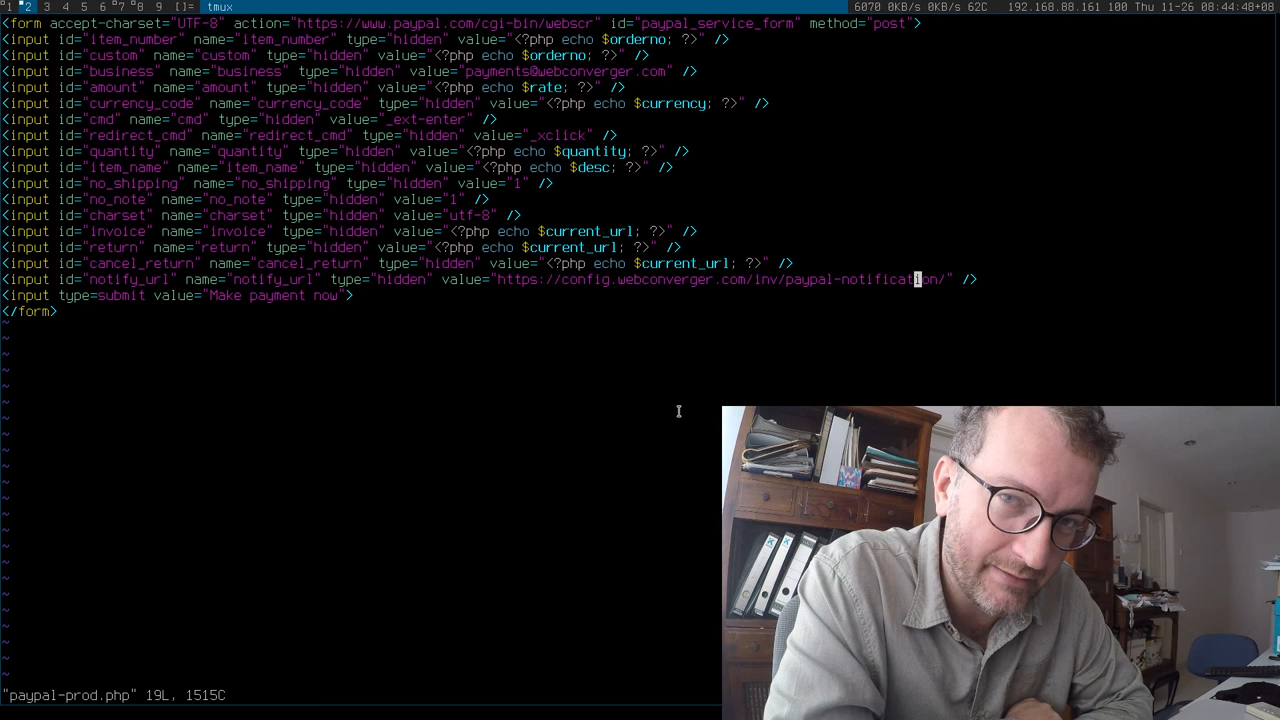 1 2 3 4 5 6 7 8 9 []= tmux 6070 0KB/s 0KB/s 62C 192.168.88.161 100 Thu 11-26 08:44:48+08
<form accept-charset="UTF-8" action="https://www.paypal.com/cgi-bin/webscr" id="paypal_service_form" method="post">
<input id="item_number" name="item_number" type="hidden" value="<?php echo $orderno; ?>" />
<input id="custom" name="custom" type="hidden" value="<?php echo $orderno; ?>" />
<input id="business" name="business" type="hidden" value="payments@webconverger.com" />
<input id="amount" name="amount" type="hidden" value="<?php echo $rate; ?>" />
<input id="currency_code" name="currency_code" type="hidden" value="<?php echo $currency; ?>" />
<input id="cmd" name="cmd" type="hidden" value="_ext-enter" />
<input id="redirect_cmd" name="redirect_cmd" type="hidden" value="_xclick" />
<input id="quantity" name="quantity" type="hidden" value="<?php echo $quantity; ?>" />
<input id="item_name" name="item_name" type="hidden" value="<?php echo $desc; ?>" />
<input id="no_shipping" name="no_shipping" type="hidden" value="1" />
<input id="no_note" name="no_note" type="hidden" value="1" />
<input id="charset" name="charset" type="hidden" value="utf-8" />
<input id="invoice" name="invoice" type="hidden" value="<?php echo $current_url; ?>" />
<input id="return" name="return" type="hidden" value="<?php echo $current_url; ?>" />
<input id="cancel_return" name="cancel_return" type="hidden" value="<?php echo $current_url; ?>" />
<input id="notify_url" name="notify_url" type="hidden" value="https://config.webconverger.com/inv/paypal-notification/" />
<input type=submit value="Make payment now">
</form>
"paypal-prod.php" 19L, 1515C